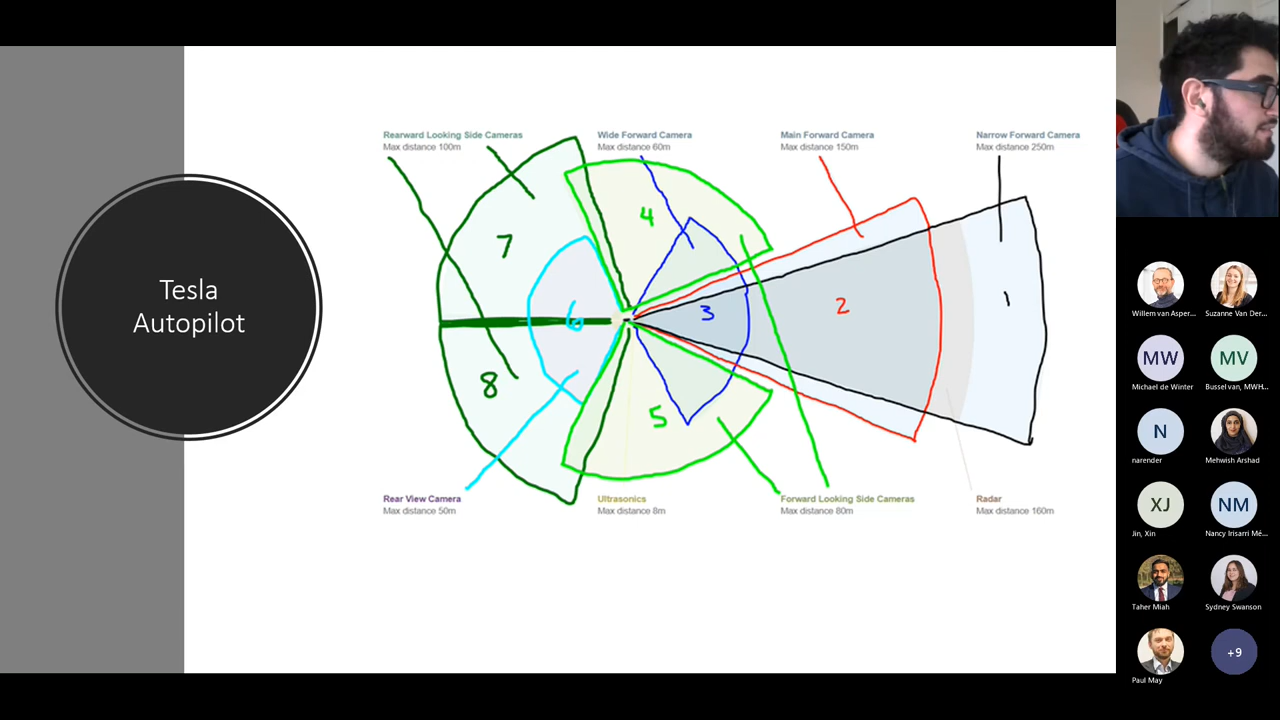 Tesla
Autopilot
Rearward Looking Side Cameras
Max distance 100m
Wide Forward Camera
Max distance 60m
Main Forward Camera
Max distance 150m
Narrow Forward Camera
Max distance 250m
7
4
6
3
2
1
8
5
Rear View Camera
Max distance 50m
Ultrasonics
Max distance 8m
Forward Looking Side Cameras
Max distance 80m
Radar
Max distance 160m
Willem van Asper...
Suzanne Van Der...
MW
MV
Michael de Winter
Bussel van, MWH...
N
narender
Mehwish Arshad
XJ
NM
Jin, Xin
Nancy Irisarri Mé...
Taher Miah
Sydney Swanson
Paul May
+9